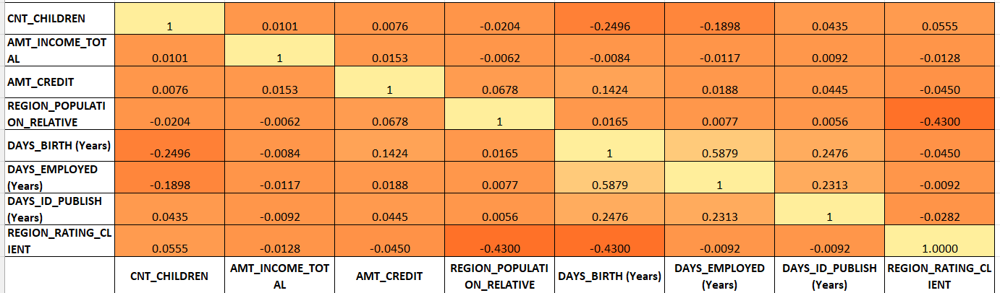 CNT_CHILDREN 1 0.0101 0.0076 -0.0204 -0.2496 -0.1898 0.0435 0.0555
AMT_INCOME_TOT
AL 0.0101 1 0.0153 -0.0062 -0.0084 -0.0117 0.0092 -0.0128
AMT_CREDIT 0.0076 0.0153 1 0.0678 0.1424 0.0188 0.0445 -0.0450
REGION_POPULATI
ON_RELATIVE -0.0204 -0.0062 0.0678 1 0.0165 0.0077 0.0056 -0.4300
DAYS_BIRTH (Years) -0.2496 -0.0084 0.1424 0.0165 1 0.5879 0.2476 -0.0450
DAYS_EMPLOYED
(Years) -0.1898 -0.0117 0.0188 0.0077 0.5879 1 0.2313 -0.0092
DAYS_ID_PUBLISH
(Years) 0.0435 -0.0092 0.0445 0.0056 0.2476 0.2313 1 -0.0282
REGION_RATING_CL
IENT 0.0555 -0.0128 -0.0450 -0.4300 -0.4300 -0.0092 -0.0092 1.0000
CNT_CHILDREN
AMT_INCOME_TOT
AL
AMT_CREDIT
REGION_POPULATI
ON_RELATIVE
DAYS_BIRTH (Years)
DAYS_EMPLOYED
(Years)
DAYS_ID_PUBLISH
(Years)
REGION_RATING_CL
IENT